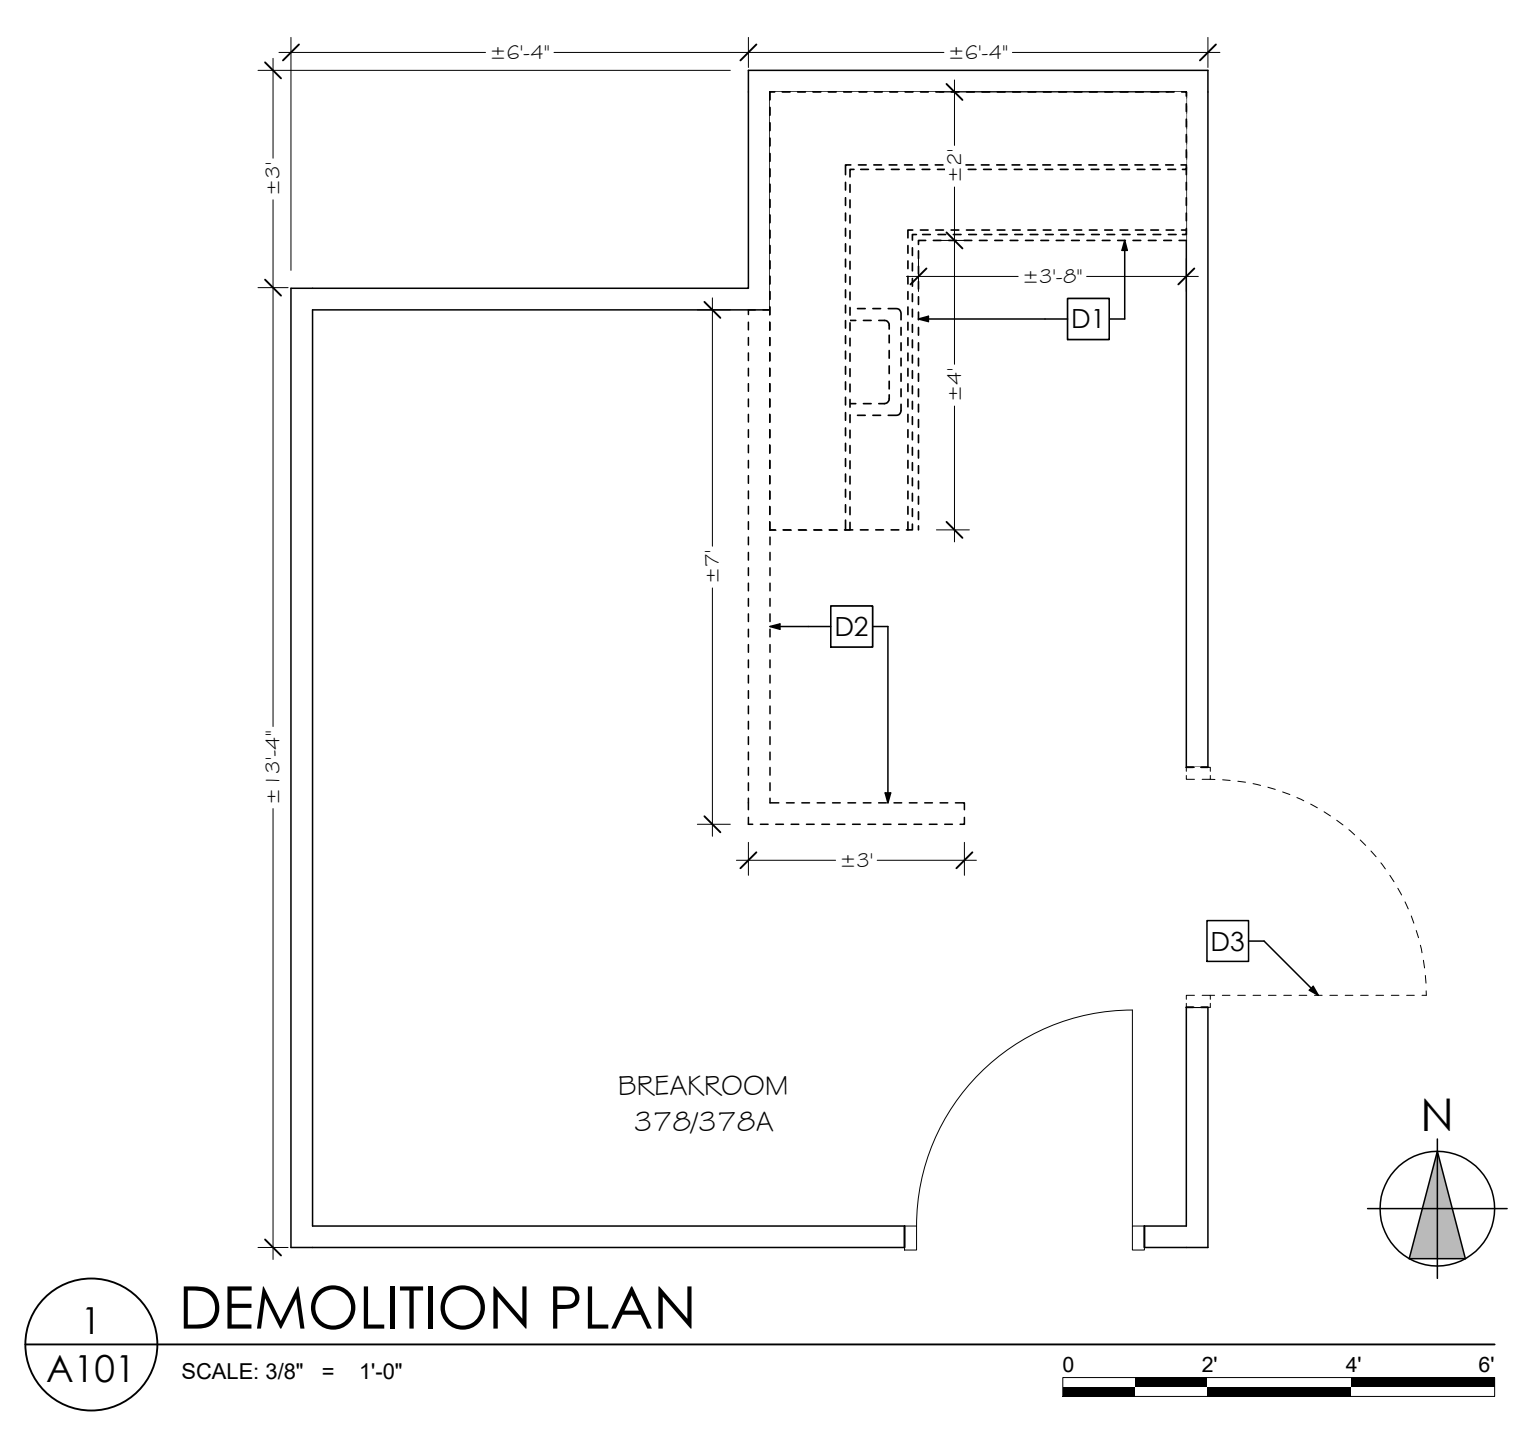 ±6'-4" ±6'-4"
±3'
±2'
±3'-8"
D1
±4'
±7'
D2
±13'-4"
±3'
D3
BREAKROOM
378/378A
N
1
A101
DEMOLITION PLAN
SCALE: 3/8" = 1'-0"
0 2' 4' 6'